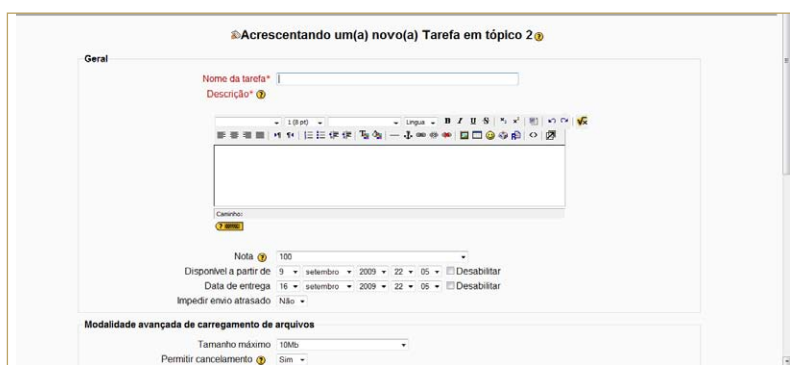 Acrescentando um(a) novo(a) Tarefa em tópico 2
Geral
Nome da tarefa*
Descrição*
1 (8 pt) Língua B I U S
Caminho:
Nota 100
Disponível a partir de 9 setembro 2009 22 05 Desabilitar
Data de entrega 16 setembro 2009 22 05 Desabilitar
Impedir envio atrasado Não
Modalidade avançada de carregamento de arquivos
Tamanho máximo 10Mb
Permitir cancelamento Sim